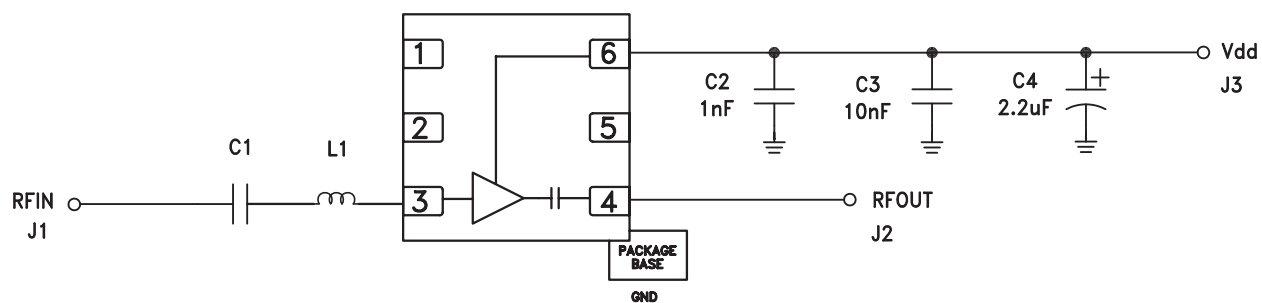 1
6
Vdd
J3
C2
1nF
C3
10nF
C4
+
2.2uF
2
5
C1
L1
RFIN
J1
3
4
RFOUT
J2
PACKAGE
BASE
GND